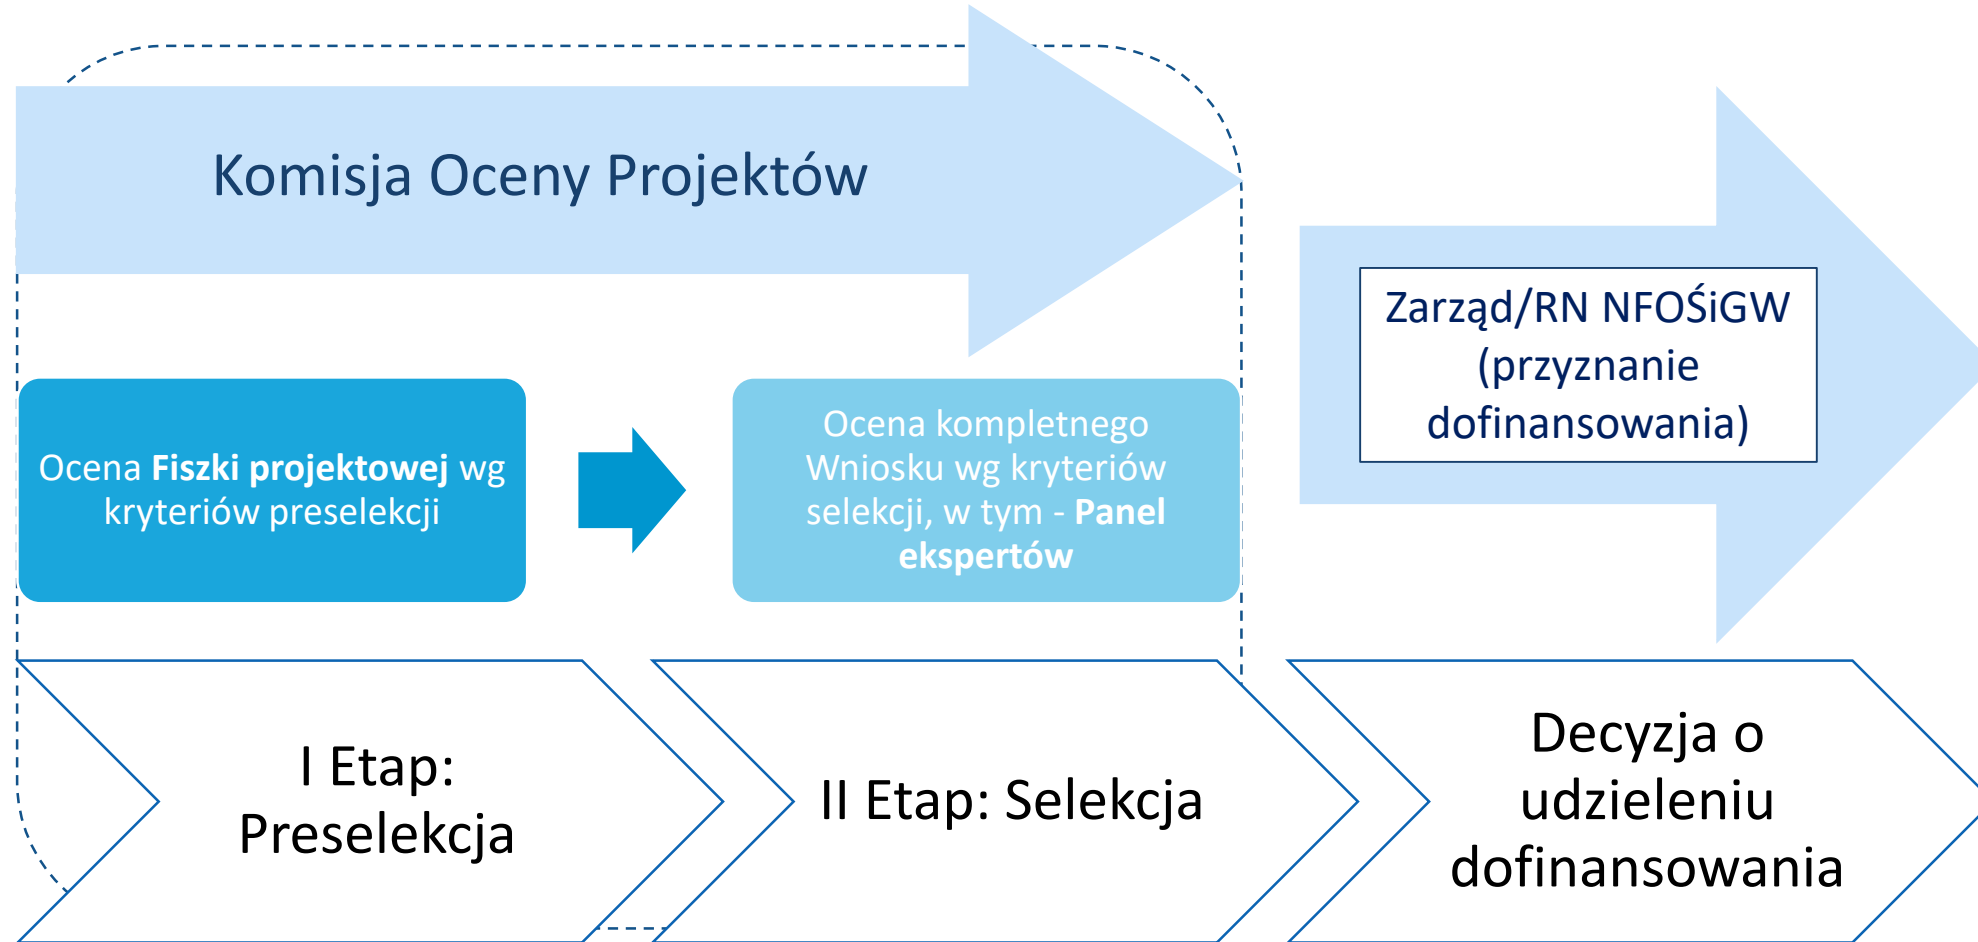 Komisja Oceny Projektów
Zarząd/RN NFOŚiGW
(przyznanie
dofinansowania)
Ocena Fiszki projektowej wg
kryteriów preselekcji
Ocena kompletnego
Wniosku wg kryteriów
selekcji, w tym - Panel
ekspertów
I Etap:
Preselekcja
II Etap: Selekcja
Decyzja o
udzieleniu
dofinansowania